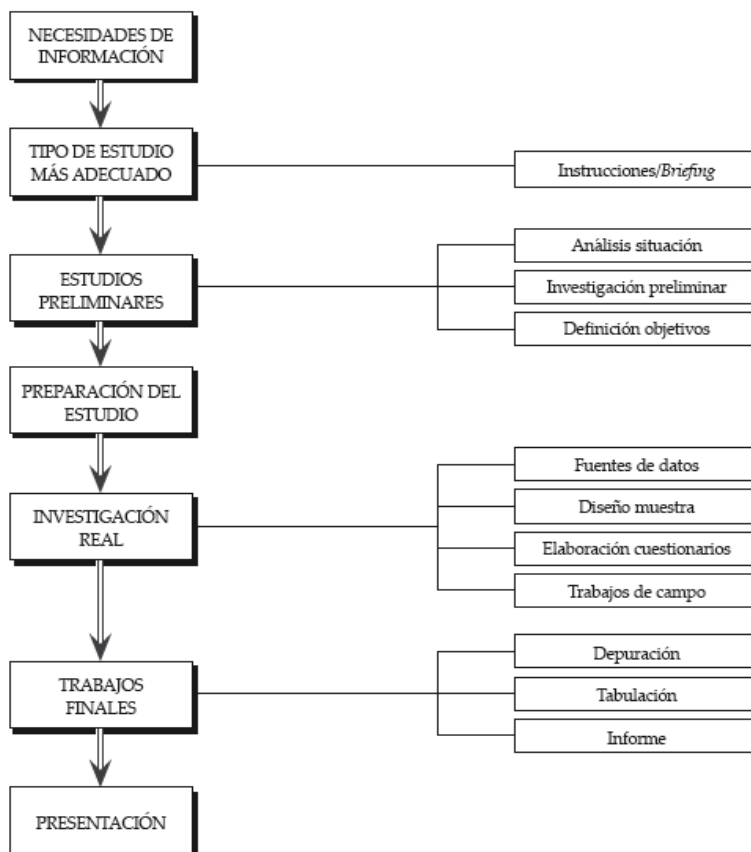 NECESIDADES DE
INFORMACIÓN
TIPO DE ESTUDIO
MÁS ADECUADO
Instrucciones/Briefing
ESTUDIOS
PRELIMINARES
Análisis situación
Investigación preliminar
Definición objetivos
PREPARACIÓN DEL
ESTUDIO
INVESTIGACIÓN
REAL
Fuentes de datos
Diseño muestra
Elaboración cuestionarios
Trabajos de campo
TRABAJOS
FINALES
Depuración
Tabulación
Informe
PRESENTACIÓN